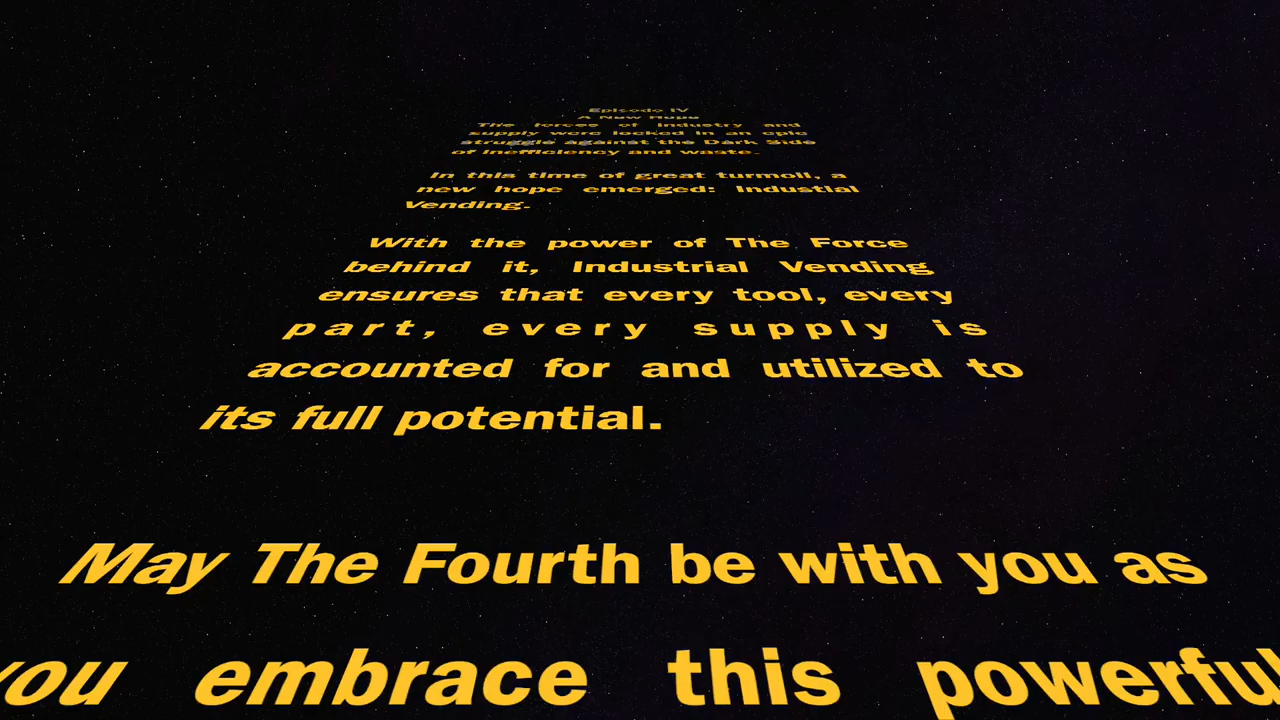 Episode IV
A New Hope
The forces of industry and
supply were locked in an epic
struggle against the Dark Side
of inefficiency and waste.
In this time of great turmoil, a
new hope emerged: Industial
Vending.
With the power of The Force
behind it, Industrial Vending
ensures that every tool, every
part, every supply is
accounted for and utilized to
its full potential.
May The Fourth be with you as
you embrace this powerful